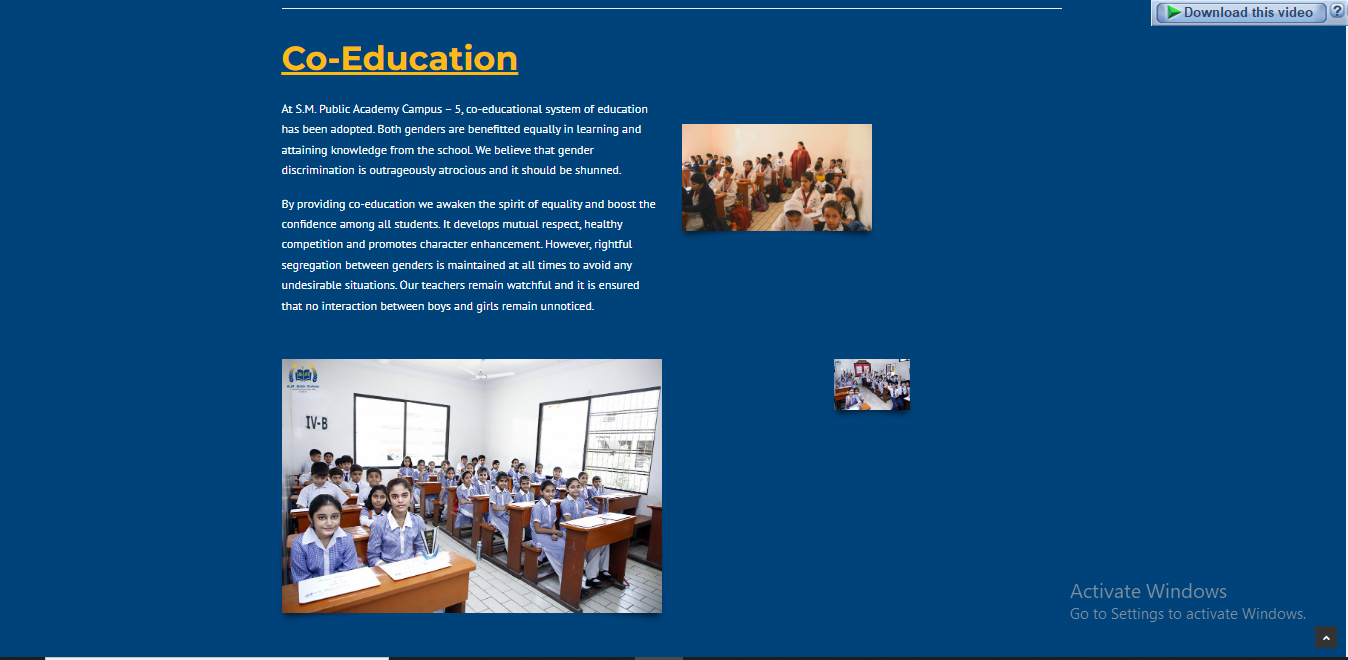 Download this video
?
Co-Education
At S.M. Public Academy Campus – 5, co-educational system of education
has been adopted. Both genders are benefitted equally in learning and
attaining knowledge from the school. We believe that gender
discrimination is outrageously atrocious and it should be shunned.
By providing co-education we awaken the spirit of equality and boost the
confidence among all students. It develops mutual respect, healthy
competition and promotes character enhancement. However, rightful
segregation between genders is maintained at all times to avoid any
undesirable situations. Our teachers remain watchful and it is ensured
that no interaction between boys and girls remain unnoticed.
S.M. Public Academy
IV-B
Activate Windows
Go to Settings to activate Windows.